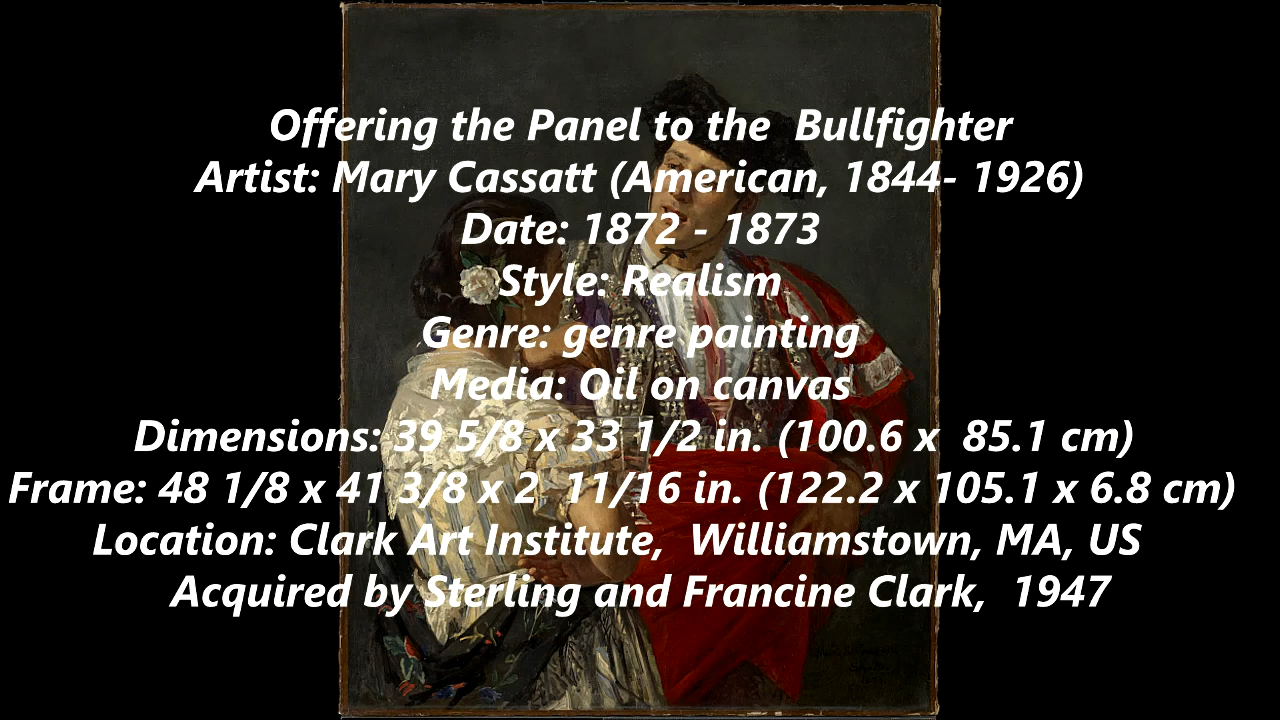 Offering the Panel to the  Bullfighter
Artist: Mary Cassatt (American, 1844- 1926)
Date: 1872 - 1873
Style: Realism
Genre: genre painting
Media: Oil on canvas
Dimensions: 39 5/8 x 33 1/2 in. (100.6 x  85.1 cm)
Frame: 48 1/8 x 41 3/8 x 2  11/16 in. (122.2 x 105.1 x 6.8 cm)
Location: Clark Art Institute,  Williamstown, MA, US
Acquired by Sterling and Francine Clark,  1947